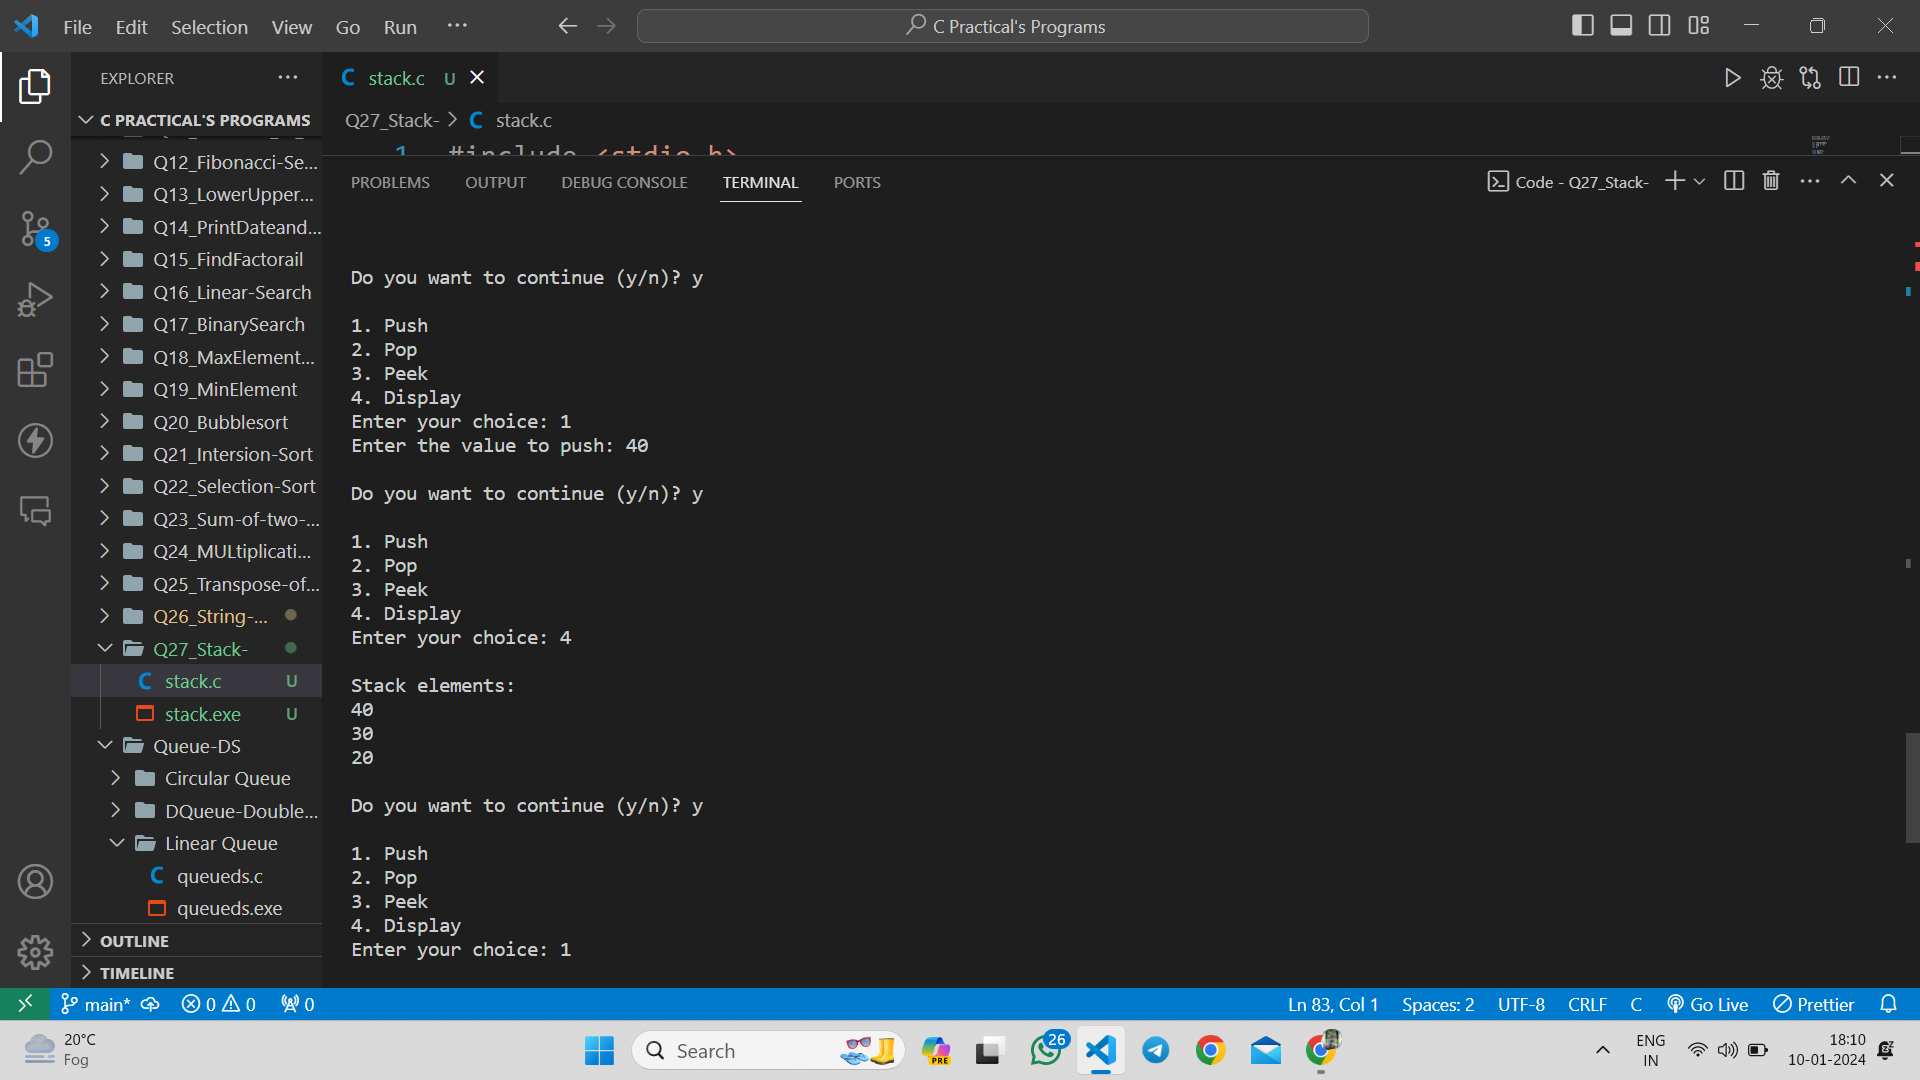 File Edit Selection View Go Run ...
C Practical's Programs
EXPLORER
C PRACTICAL'S PROGRAMS
Q12_Fibonacci-Se...
Q13_LowerUpper...
Q14_PrintDateand...
Q15_FindFactorail
Q16_Linear-Search
Q17_BinarySearch
Q18_MaxElement...
Q19_MinElement
Q20_Bubblesort
Q21_Intersion-Sort
Q22_Selection-Sort
Q23_Sum-of-two-...
Q24_MULtiplicati...
Q25_Transpose-of...
Q26_String-...
Q27_Stack-
C stack.c U
stack.exe U
Queue-DS
Circular Queue
DQueue-Double...
Linear Queue
C queueds.c
queueds.exe
OUTLINE
TIMELINE
5
C stack.c U
Q27_Stack- > C stack.c
1 #include <stdio.h>
PROBLEMS OUTPUT DEBUG CONSOLE TERMINAL PORTS
Code - Q27_Stack-
Do you want to continue (y/n)? y
1. Push
2. Pop
3. Peek
4. Display
Enter your choice: 1
Enter the value to push: 40
Do you want to continue (y/n)? y
1. Push
2. Pop
3. Peek
4. Display
Enter your choice: 4
Stack elements:
40
30
20
Do you want to continue (y/n)? y
1. Push
2. Pop
3. Peek
4. Display
Enter your choice: 1
main* 0 0 0
Ln 83, Col 1 Spaces: 2 UTF-8 CRLF C Go Live Prettier
20°C
Fog
Search
PRE
26
ENG
IN
18:10
10-01-2024